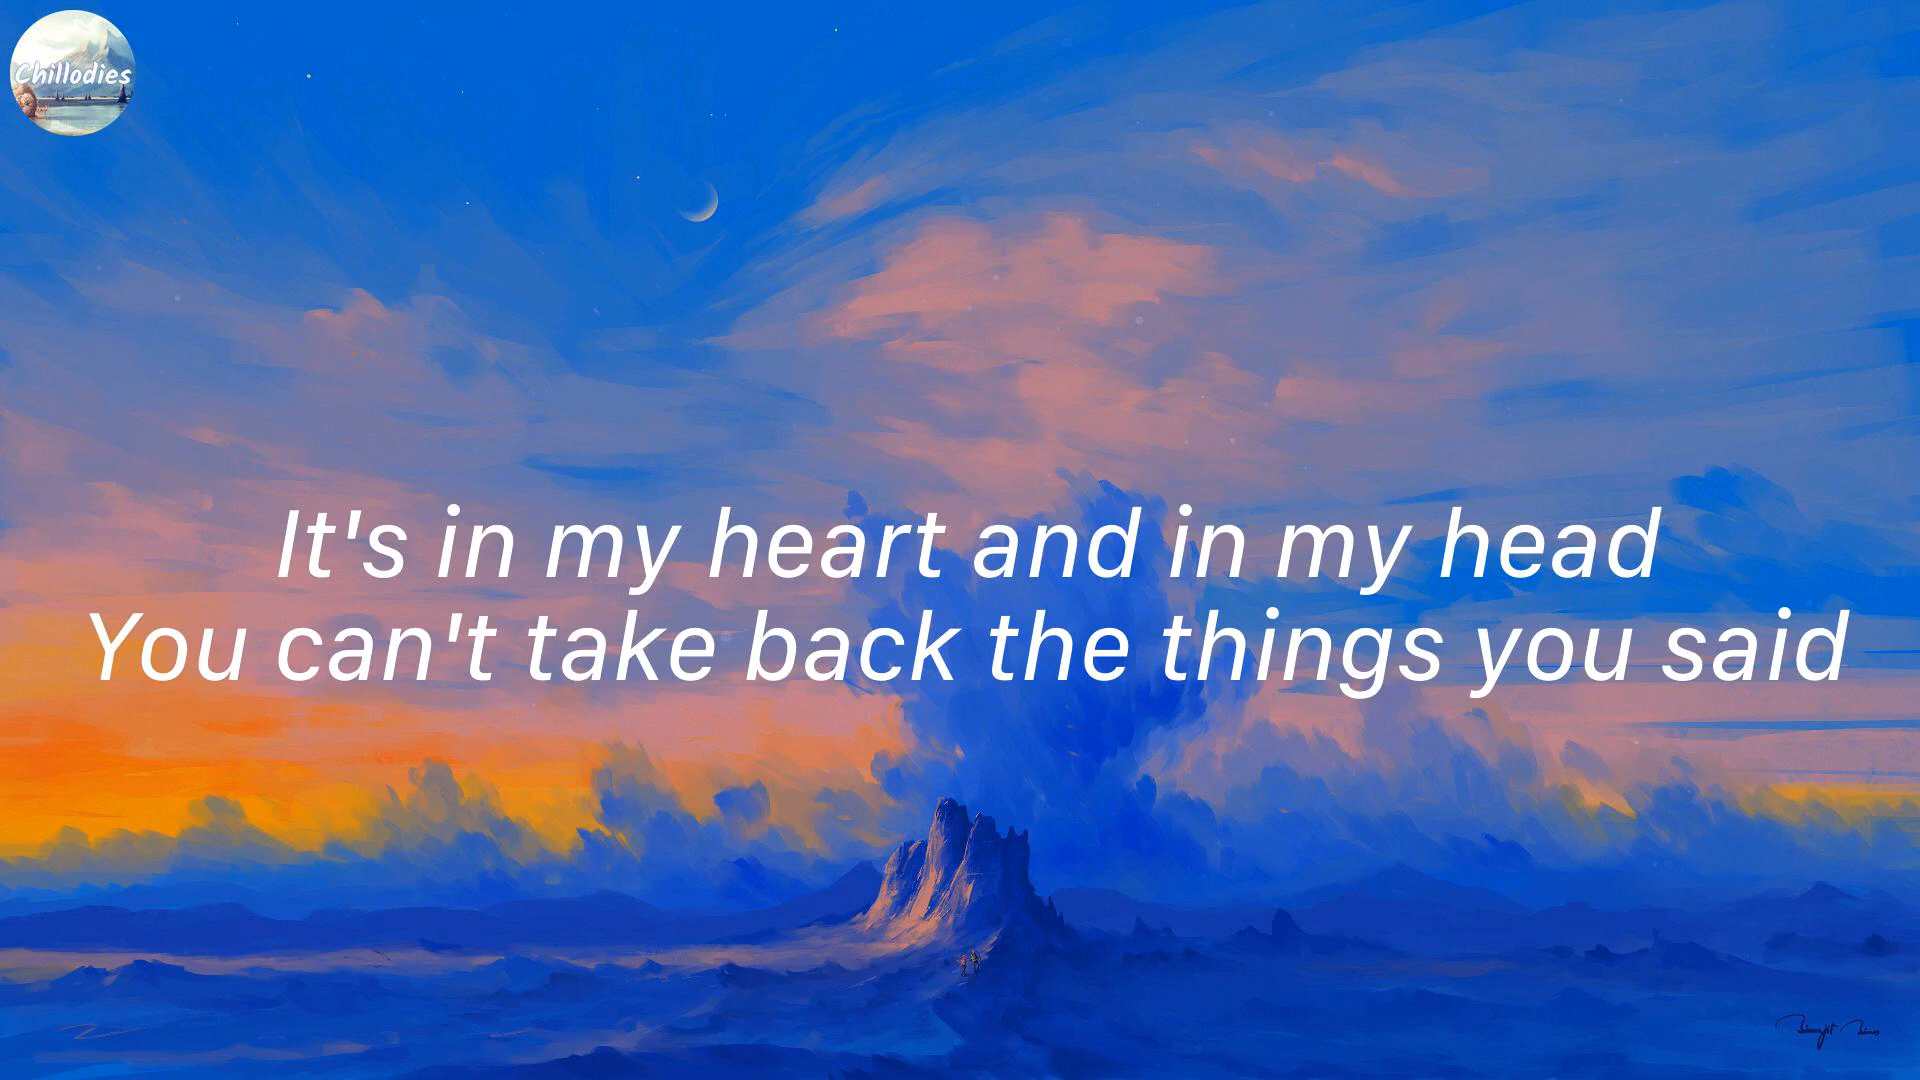 Chillodies
It's in my heart and in my head
You can't take back the things you said